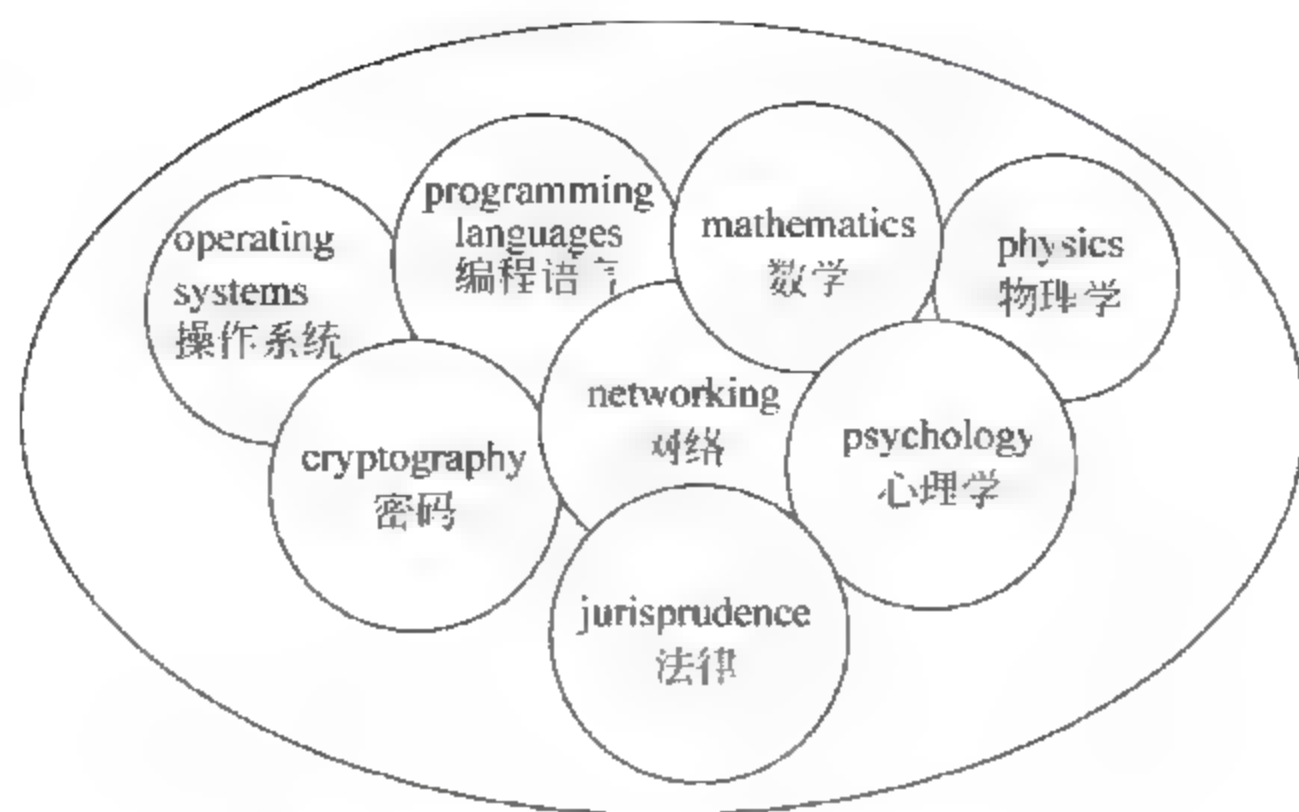 operating
systems
操作系统
programming
languages
编程语言
mathematics
数学
physics
物理学
networking
网络
cryptography
密码
psychology
心理学
jurisprudence
法律